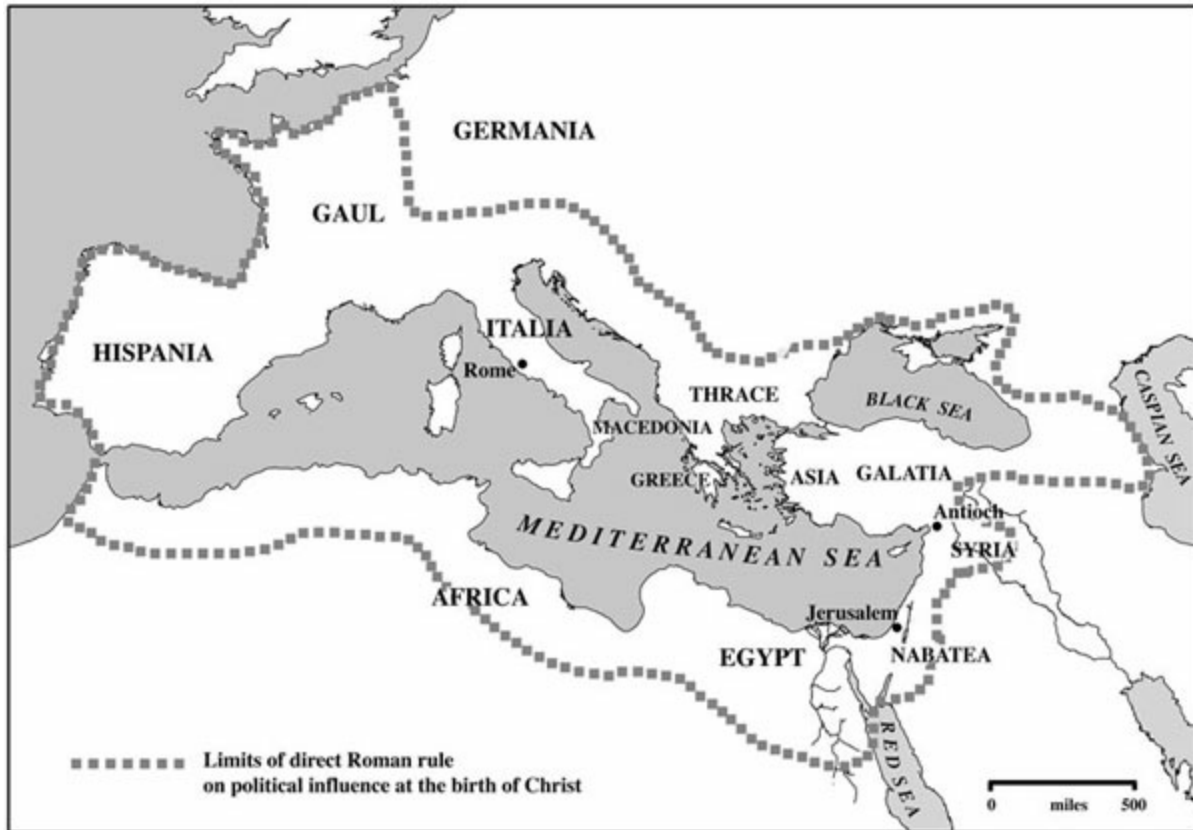 GERMANIA
GAUL
HISPANIA
ITALIA
Rome
THRACE
MACEDONIA
GREECE
ASIA
GALATIA
BLACK SEA
CASPIAN SEA
Antioch
SYRIA
MEDITERRANEAN SEA
AFRICA
Jerusalem
EGYPT
NABATEA
RED SEA
Limits of direct Roman rule
on political influence at the birth of Christ
0 miles 500